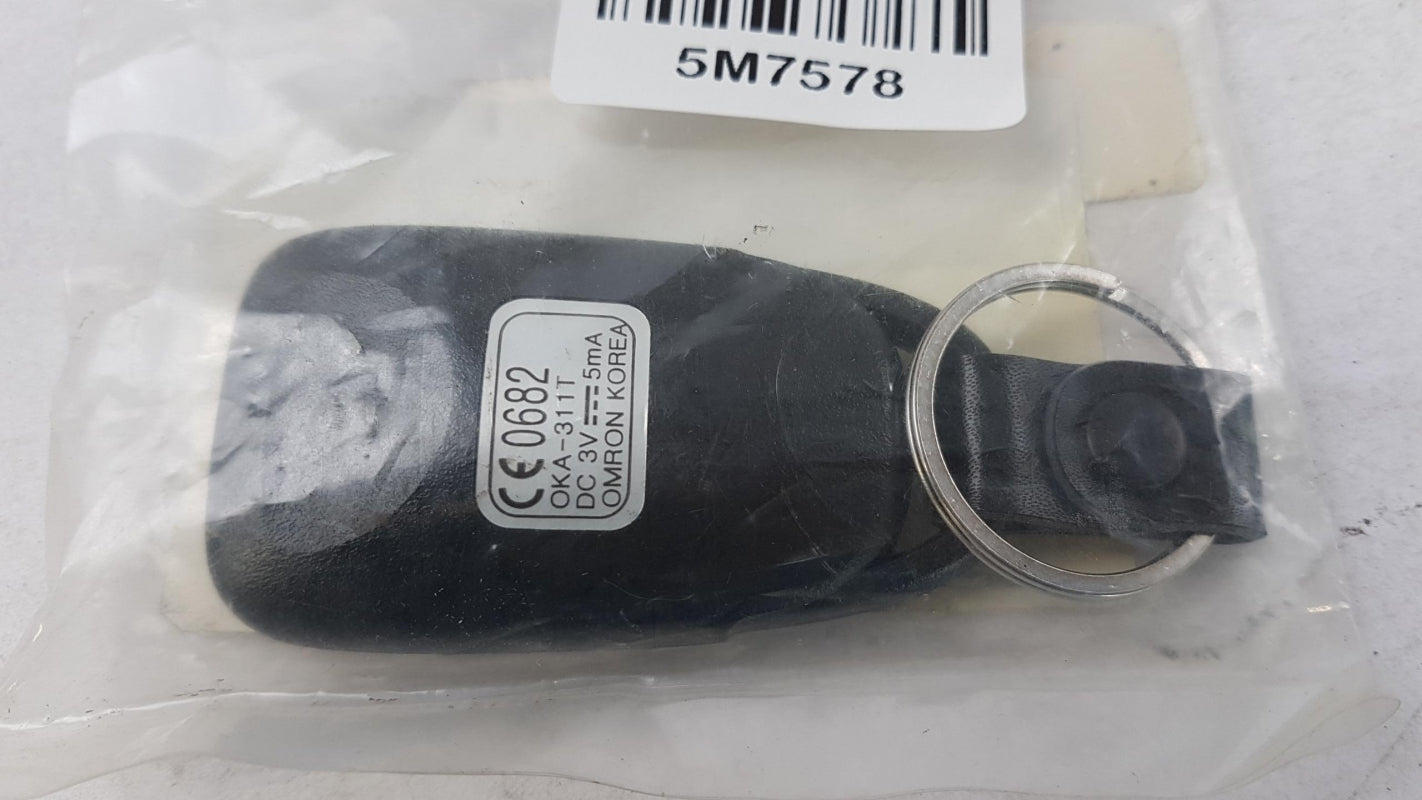 5M7578
CE 0682
OKA-311T
DC 3V⎓5mA
OMRON KOREA